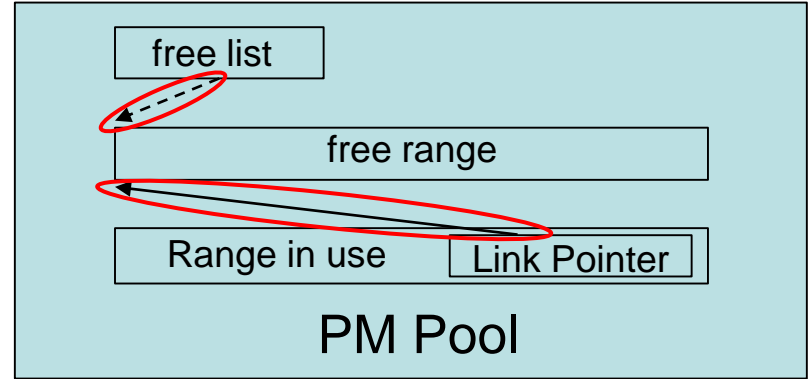 free list
free range
Range in use
Link Pointer
PM Pool